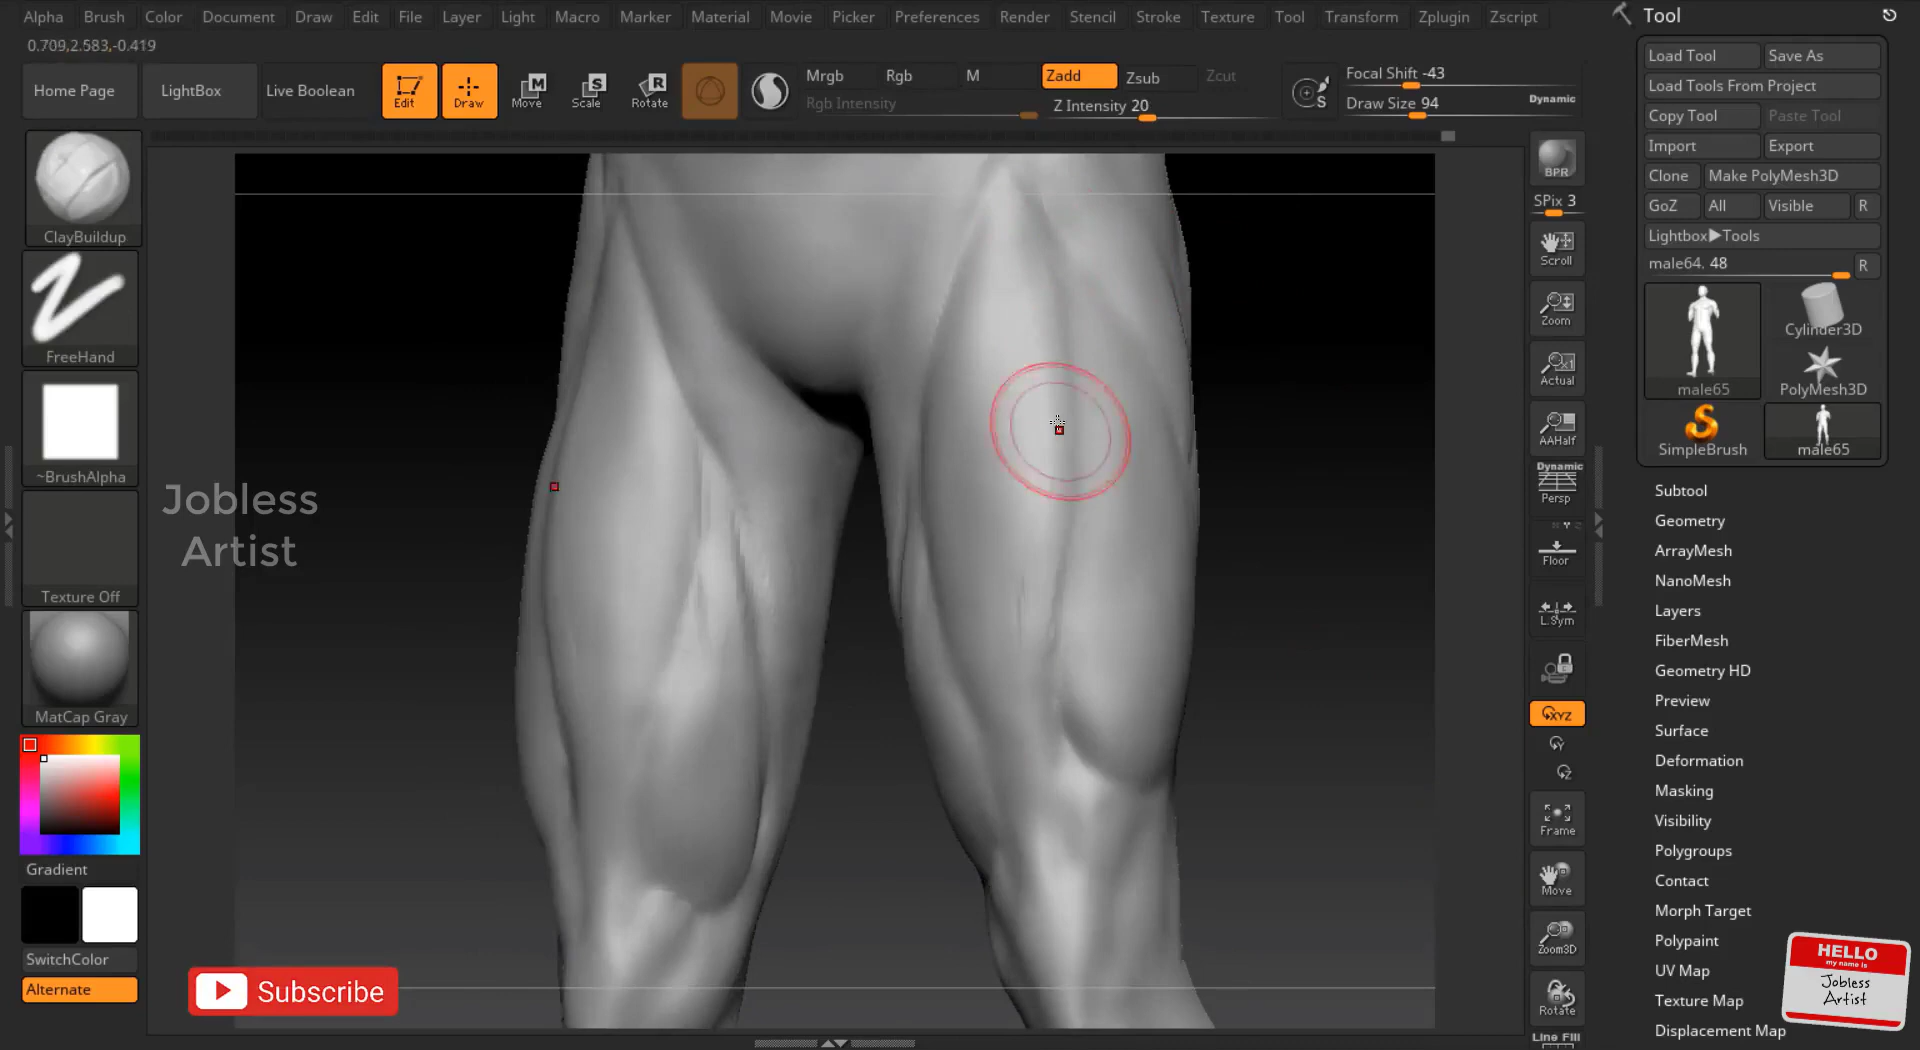 Alpha Brush Color Document Draw Edit File Layer Light Macro Marker Material Movie Picker Preferences Render Stencil Stroke Texture Tool Transform Zplugin Zscript
0.709,2.583,-0.419
Home Page LightBox Live Boolean Edit Draw Move Scale Rotate
Mrgb Rgb M Zadd Zsub Zcut
Rgb Intensity Z Intensity 20
Focal Shift -43
Draw Size 94 Dynamic
ClayBuildup
FreeHand
~BrushAlpha
Texture Off
MatCap Gray
Gradient
SwitchColor
Alternate
Jobless
Artist
Subscribe
BPR
SPix 3
Scroll
Zoom
Actual
AAHalf
Dynamic
Persp
Floor
L.Sym
XYZ
Y
Z
Frame
Move
Zoom3D
Rotate
Line Fill
Tool
Load Tool Save As
Load Tools From Project
Copy Tool Paste Tool
Import Export
Clone Make PolyMesh3D
GoZ All Visible R
Lightbox▶Tools
male64. 48 R
male65 Cylinder3D
PolyMesh3D
SimpleBrush male65
Subtool
Geometry
ArrayMesh
NanoMesh
Layers
FiberMesh
Geometry HD
Preview
Surface
Deformation
Masking
Visibility
Polygroups
Contact
Morph Target
Polypaint
UV Map
Texture Map
Displacement Map
HELLO
my name is
Jobless
Artist